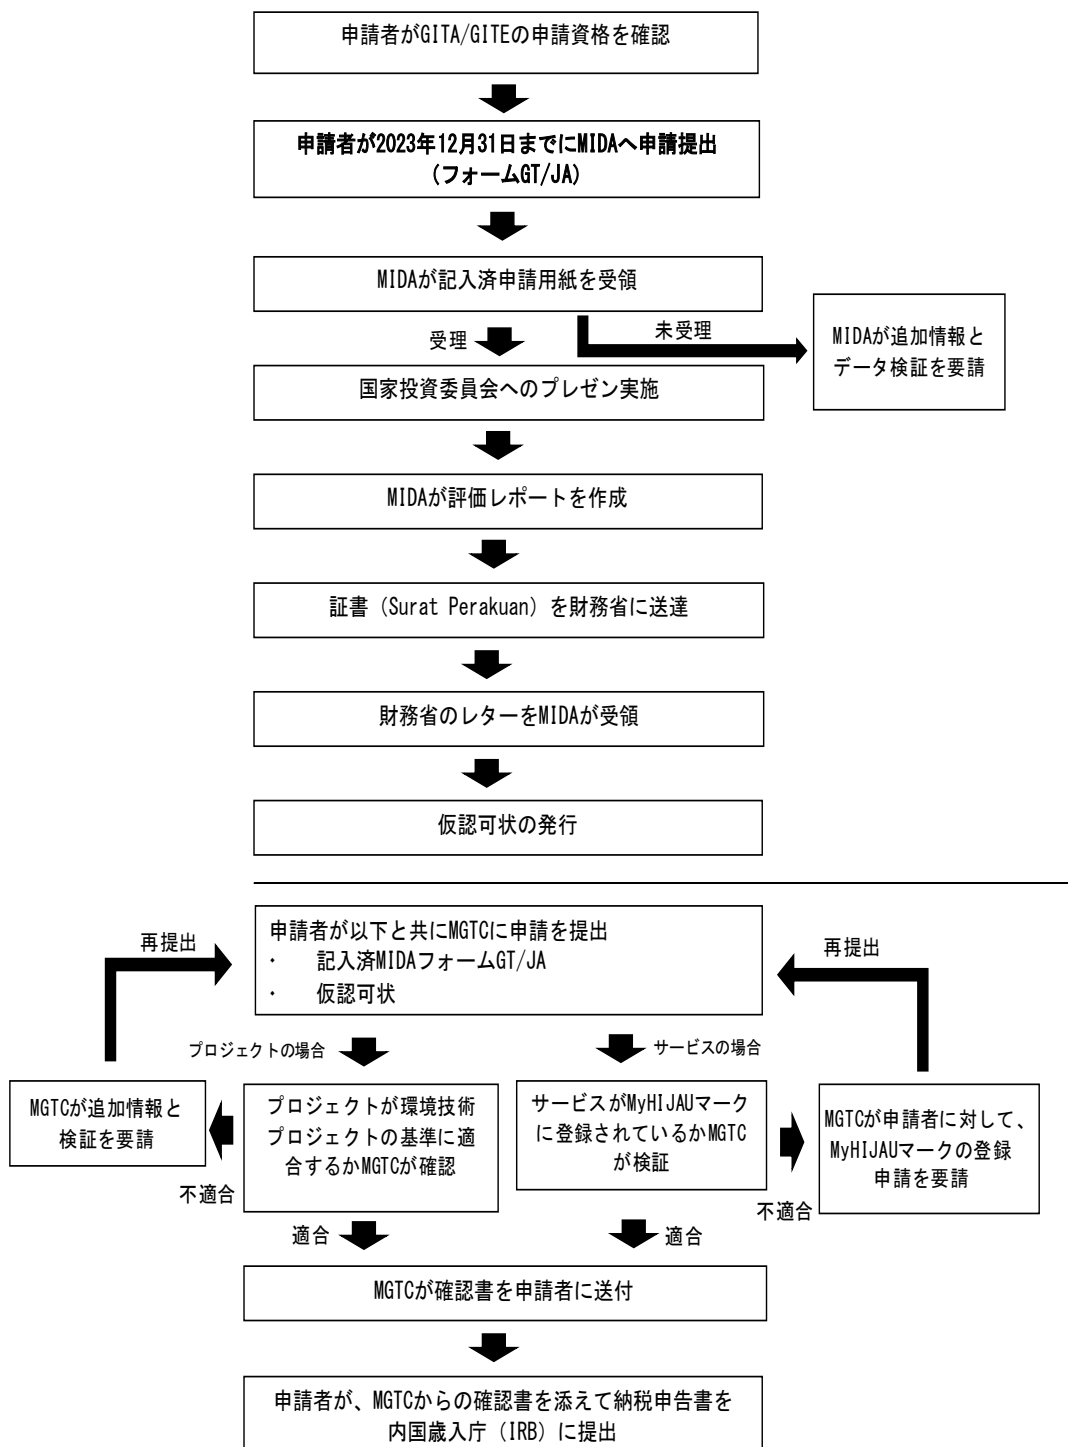 申請者がGITA/GITEの申請資格を確認
申請者が2023年12月31日までにMIDAへ申請提出
(フォームGT/JA)
MIDAが記入済申請用紙を受領
受理
未受理
MIDAが追加情報と
データ検証を要請
国家投資委員会へのプレゼン実施
MIDAが評価レポートを作成
証書（Surat Perakuan）を財務省に送達
財務省のレターをMIDAが受領
仮認可状の発行
再提出
申請者が以下と共にMGTCに申請を提出
・ 記入済MIDAフォームGT/JA
・ 仮認可状
再提出
プロジェクトの場合
サービスの場合
MGTCが追加情報と
検証を要請
プロジェクトが環境技術
プロジェクトの基準に適
合するかMGTCが確認
サービスがMyHIJAUマーク
に登録されているかMGTC
が検証
MGTCが申請者に対して、
MyHIJAUマークの登録
申請を要請
不適合
不適合
適合
適合
MGTCが確認書を申請者に送付
申請者が、MGTCからの確認書を添えて納税申告書を
内国歳入庁（IRB）に提出